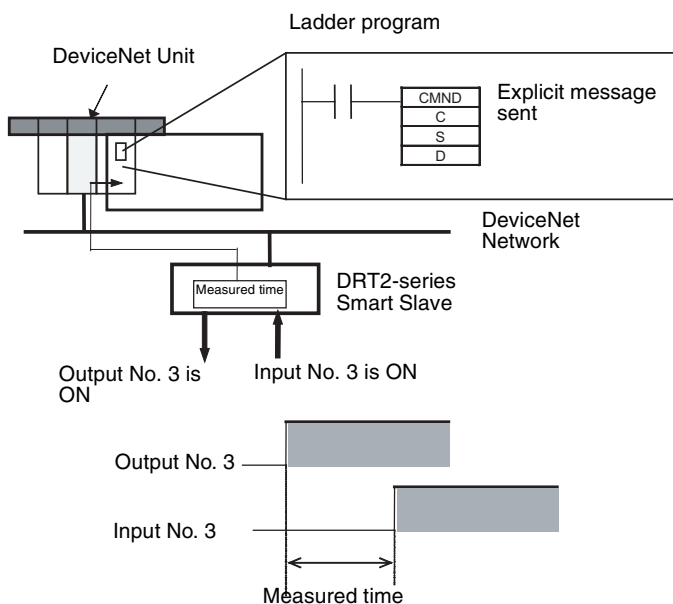 Ladder program
DeviceNet Unit
CMND
C
S
D
Explicit message
sent
DeviceNet
Network
Measured time
DRT2-series
Smart Slave
Output No. 3 is
ON
Input No. 3 is ON
Output No. 3
Input No. 3
Measured time